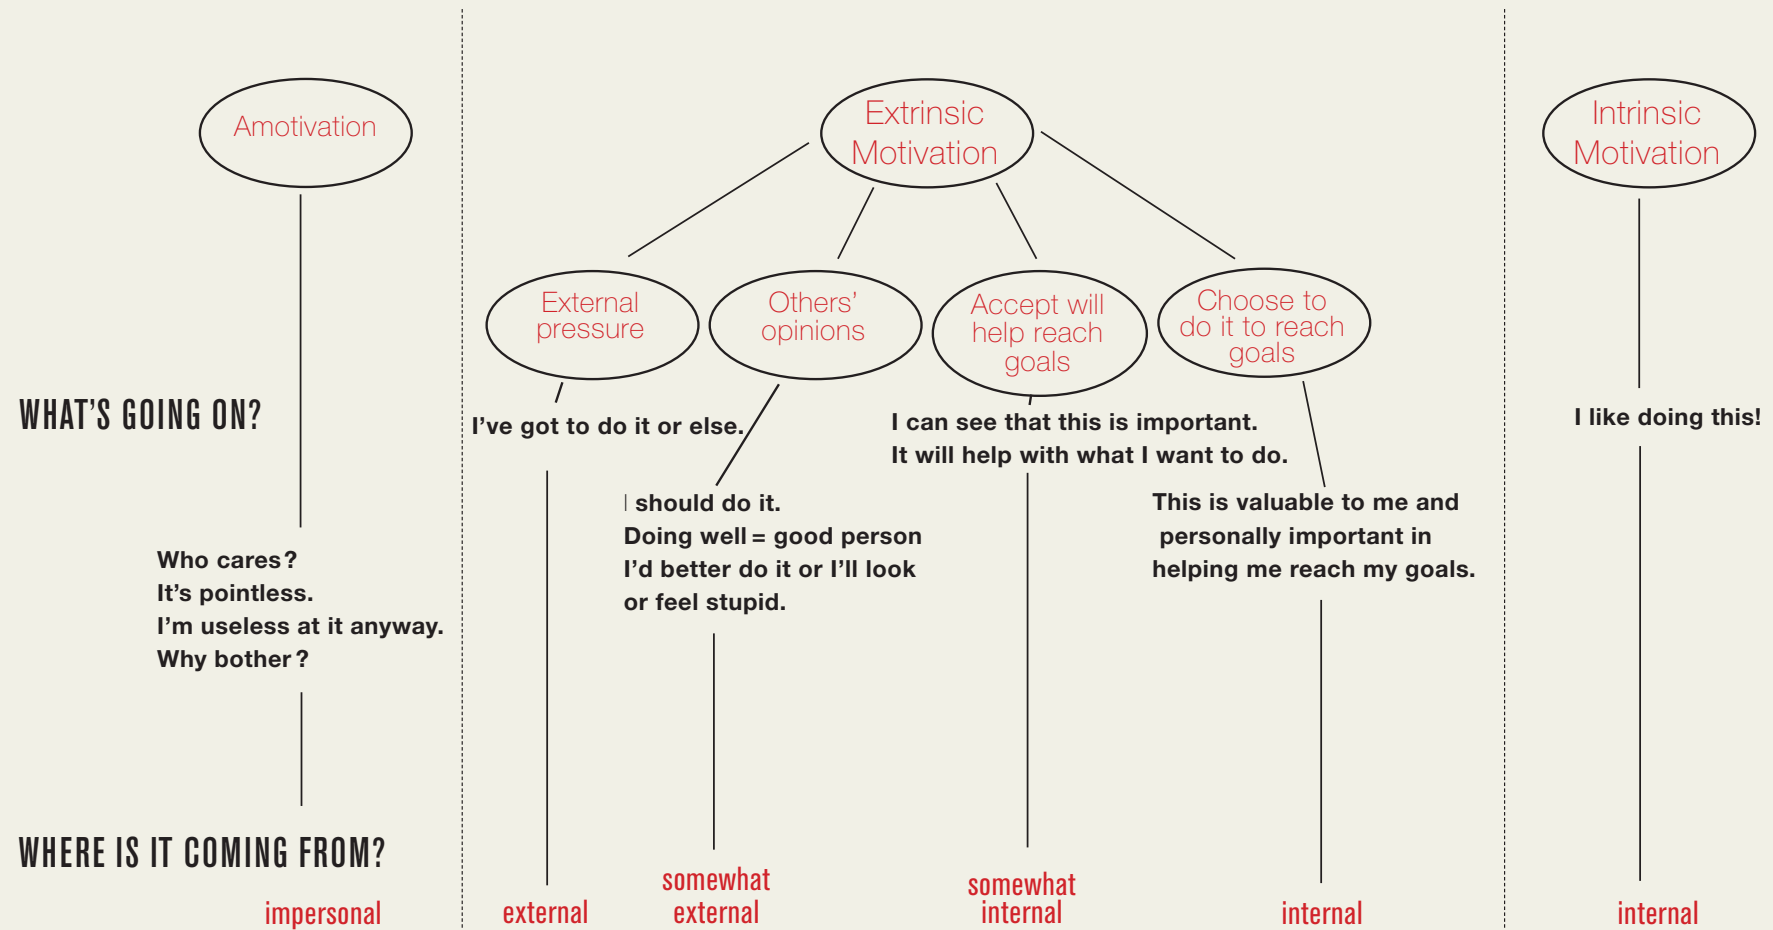 Amotivation
Extrinsic
Motivation
Intrinsic
Motivation
External
pressure
Others’
opinions
Accept will
help reach
goals
Choose to
do it to reach
goals
WHAT’S GOING ON?
I’ve got to do it or else.
I can see that this is important.
It will help with what I want to do.
I like doing this!
I should do it.
Doing well = good person
I’d better do it or I’ll look
or feel stupid.
This is valuable to me and
personally important in
helping me reach my goals.
Who cares?
It’s pointless.
I’m useless at it anyway.
Why bother?
WHERE IS IT COMING FROM?
impersonal
external
somewhat
external
somewhat
internal
internal
internal